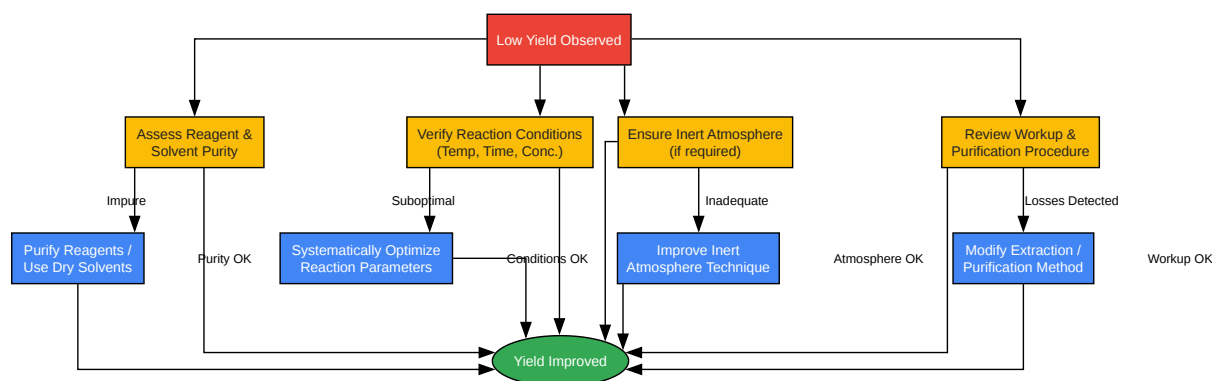 Low Yield Observed
Assess Reagent &
Solvent Purity
Verify Reaction Conditions
(Temp, Time, Conc.)
Ensure Inert Atmosphere
(if required)
Review Workup &
Purification Procedure
Impure
Suboptimal
Inadequate
Losses Detected
Purify Reagents /
Use Dry Solvents
Purity OK
Systematically Optimize
Reaction Parameters
Conditions OK
Improve Inert
Atmosphere Technique
Atmosphere OK
Modify Extraction /
Purification Method
Workup OK
Yield Improved